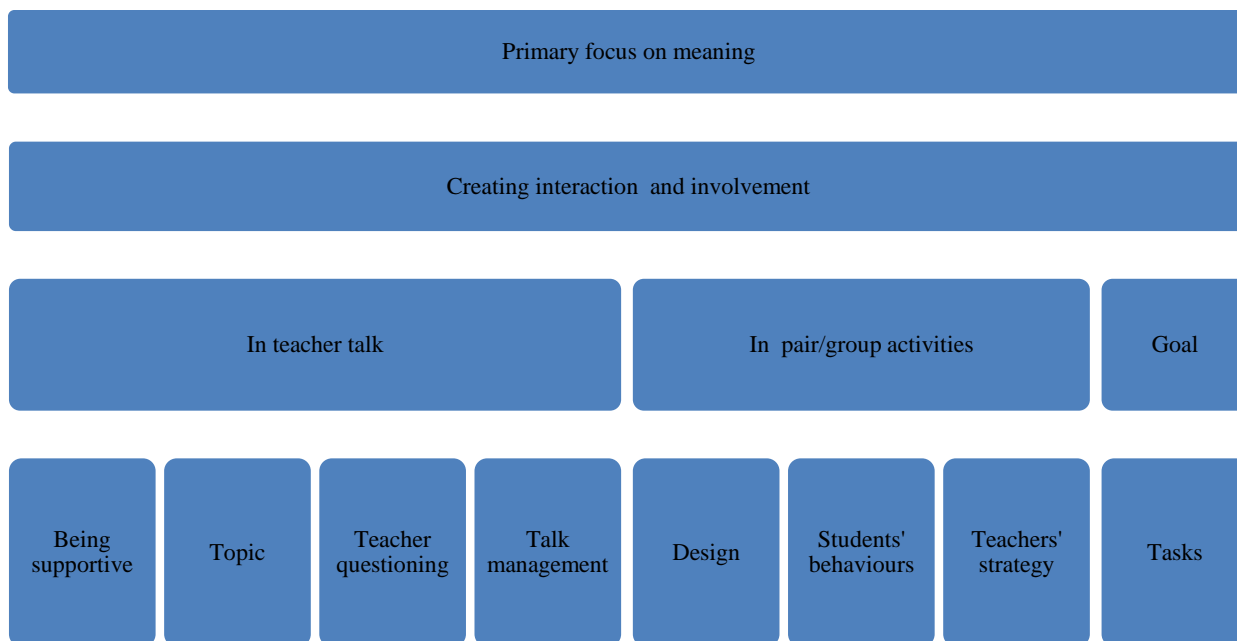 Primary focus on meaning
Creating interaction and involvement
In teacher talk
In pair/group activities
Goal
Being
supportive
Topic
Teacher
questioning
Talk
management
Design
Students'
behaviours
Teachers'
strategy
Tasks